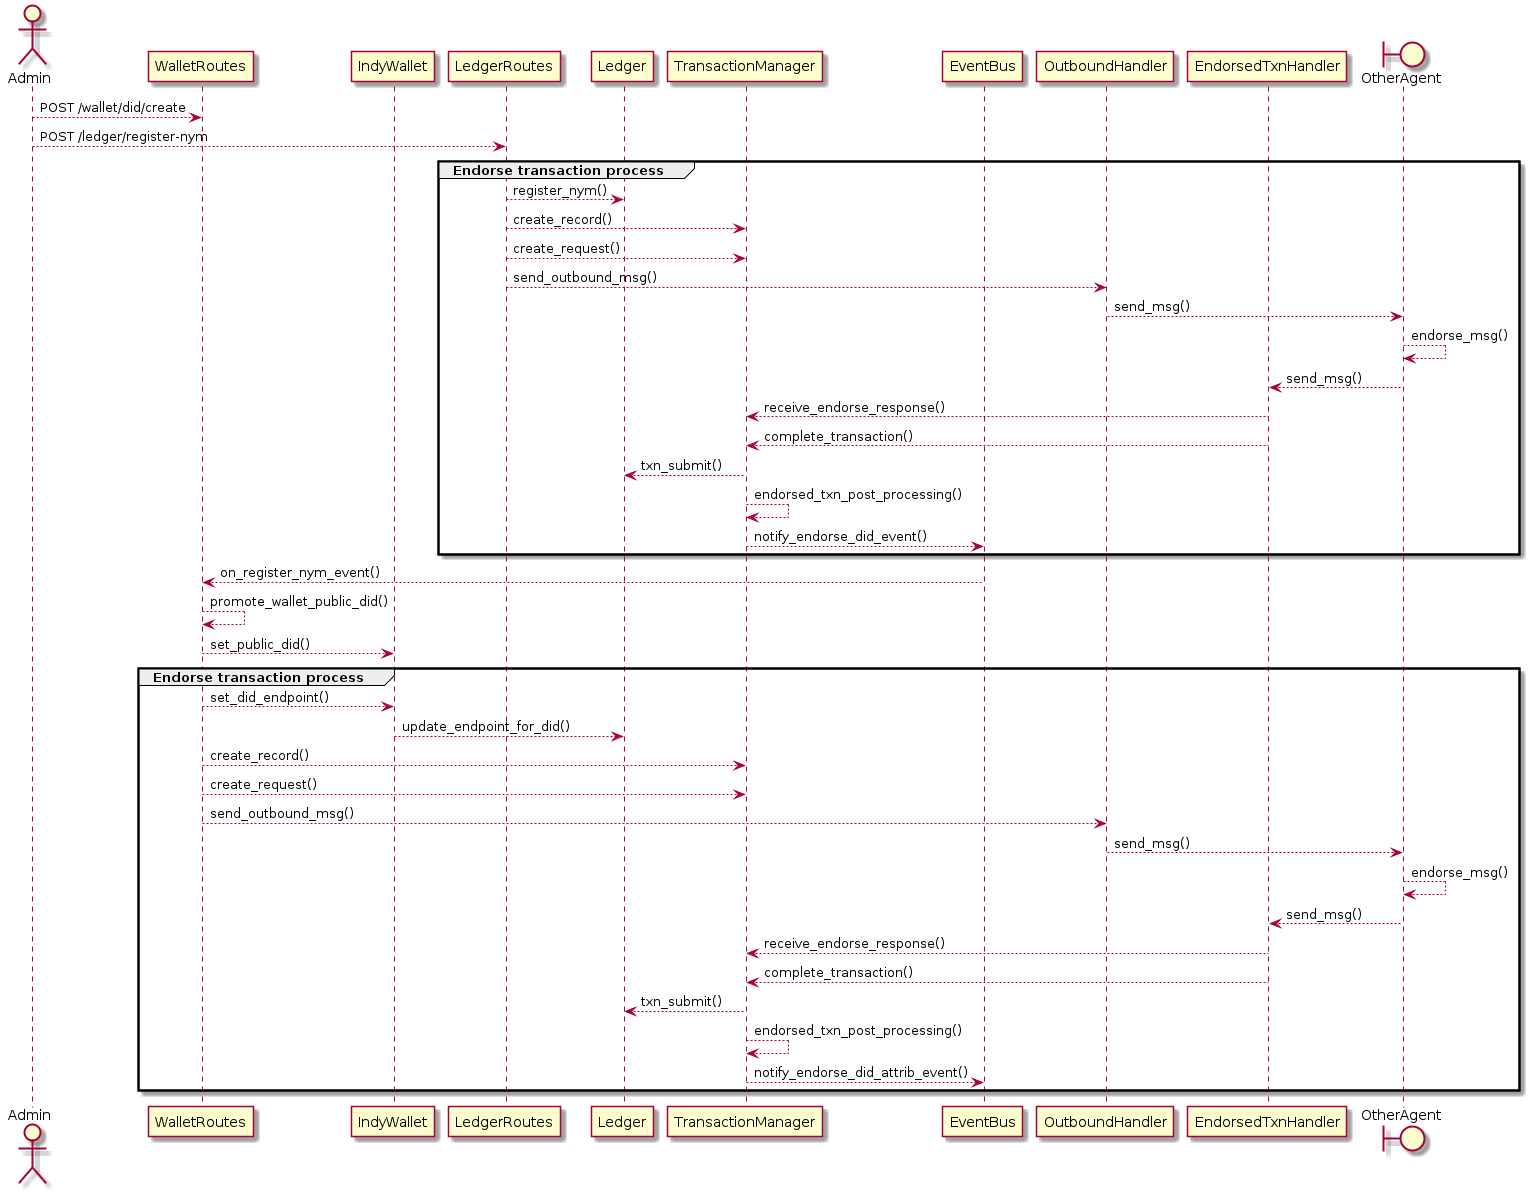 Admin
WalletRoutes
IndyWallet
LedgerRoutes
Ledger
TransactionManager
EventBus
OutboundHandler
EndorsedTxnHandler
OtherAgent
POST /wallet/did/create
POST /ledger/register-nym
Endorse transaction process
register_nym()
create_record()
create_request()
send_outbound_msg()
send_msg()
endorse_msg()
send_msg()
receive_endorse_response()
complete_transaction()
txn_submit()
endorsed_txn_post_processing()
notify_endorse_did_event()
on_register_nym_event()
promote_wallet_public_did()
set_public_did()
Endorse transaction process
set_did_endpoint()
update_endpoint_for_did()
create_record()
create_request()
send_outbound_msg()
send_msg()
endorse_msg()
send_msg()
receive_endorse_response()
complete_transaction()
txn_submit()
endorsed_txn_post_processing()
notify_endorse_did_attrib_event()
Admin
WalletRoutes
IndyWallet
LedgerRoutes
Ledger
TransactionManager
EventBus
OutboundHandler
EndorsedTxnHandler
OtherAgent